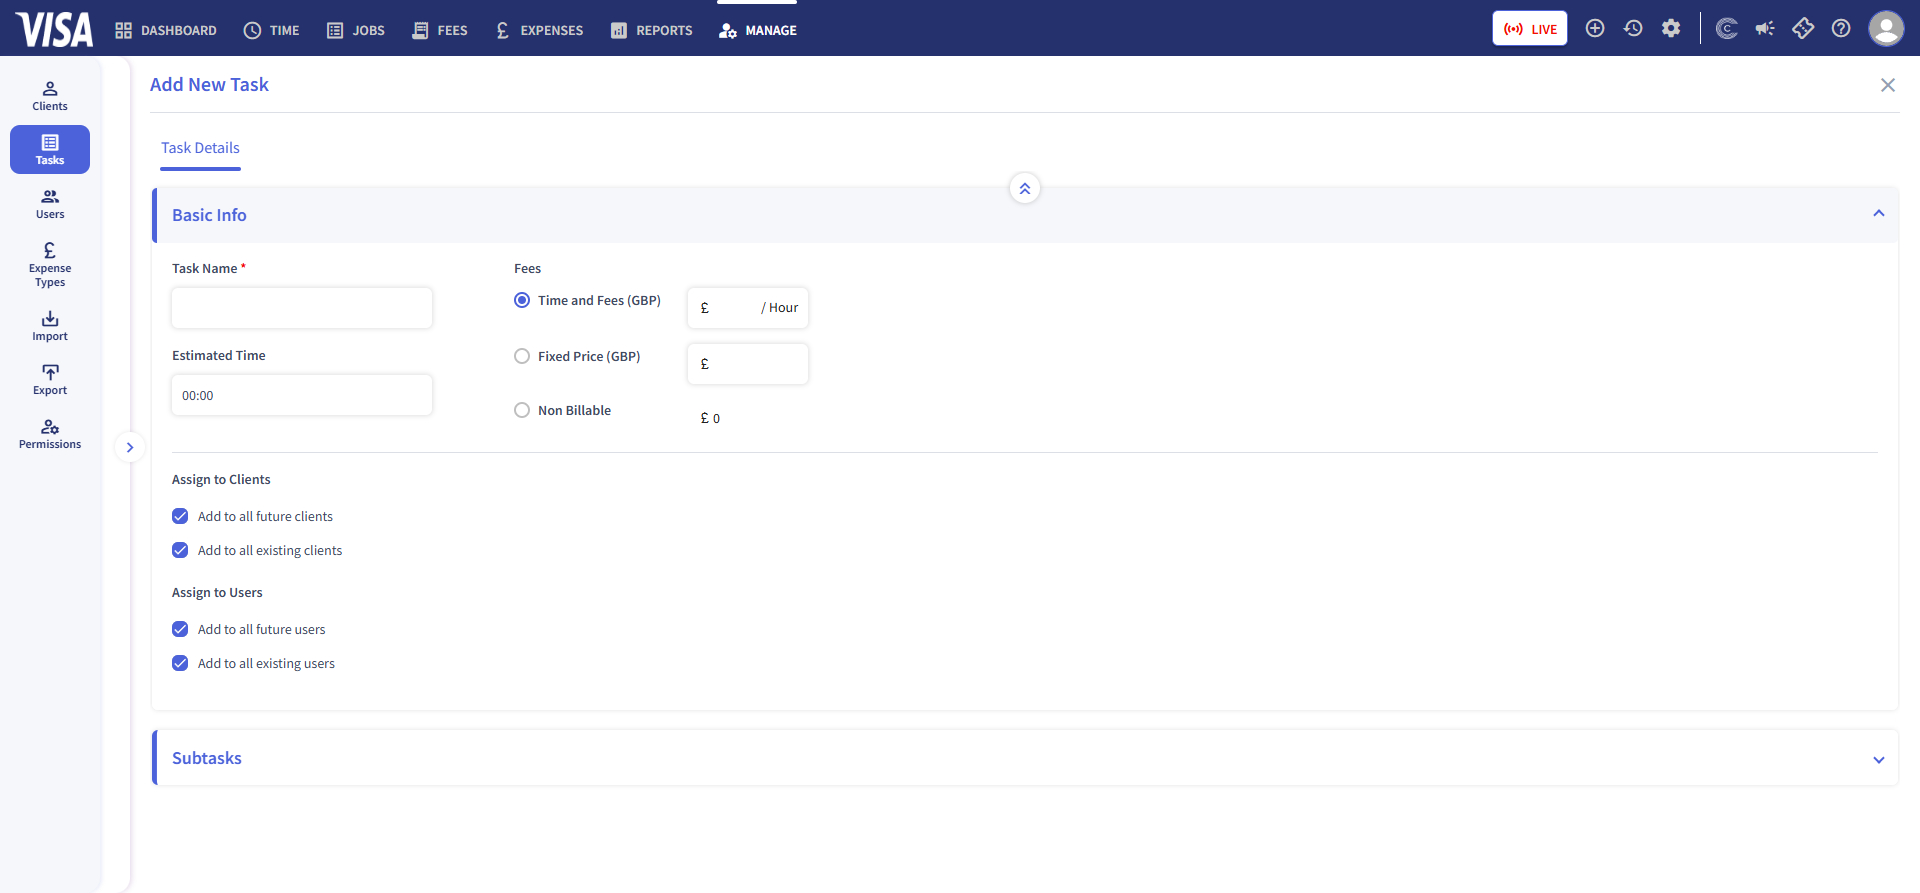 VISA
DASHBOARD
TIME
JOBS
FEES
£ EXPENSES
REPORTS
MANAGE
LIVE
C
Clients
Tasks
Users
£
Expense
Types
Import
Export
Permissions
Add New Task
Task Details
Basic Info
Task Name *
Fees
Time and Fees (GBP)
£ / Hour
Estimated Time
00:00
Fixed Price (GBP)
£
Non Billable
£ 0
Assign to Clients
Add to all future clients
Add to all existing clients
Assign to Users
Add to all future users
Add to all existing users
Subtasks